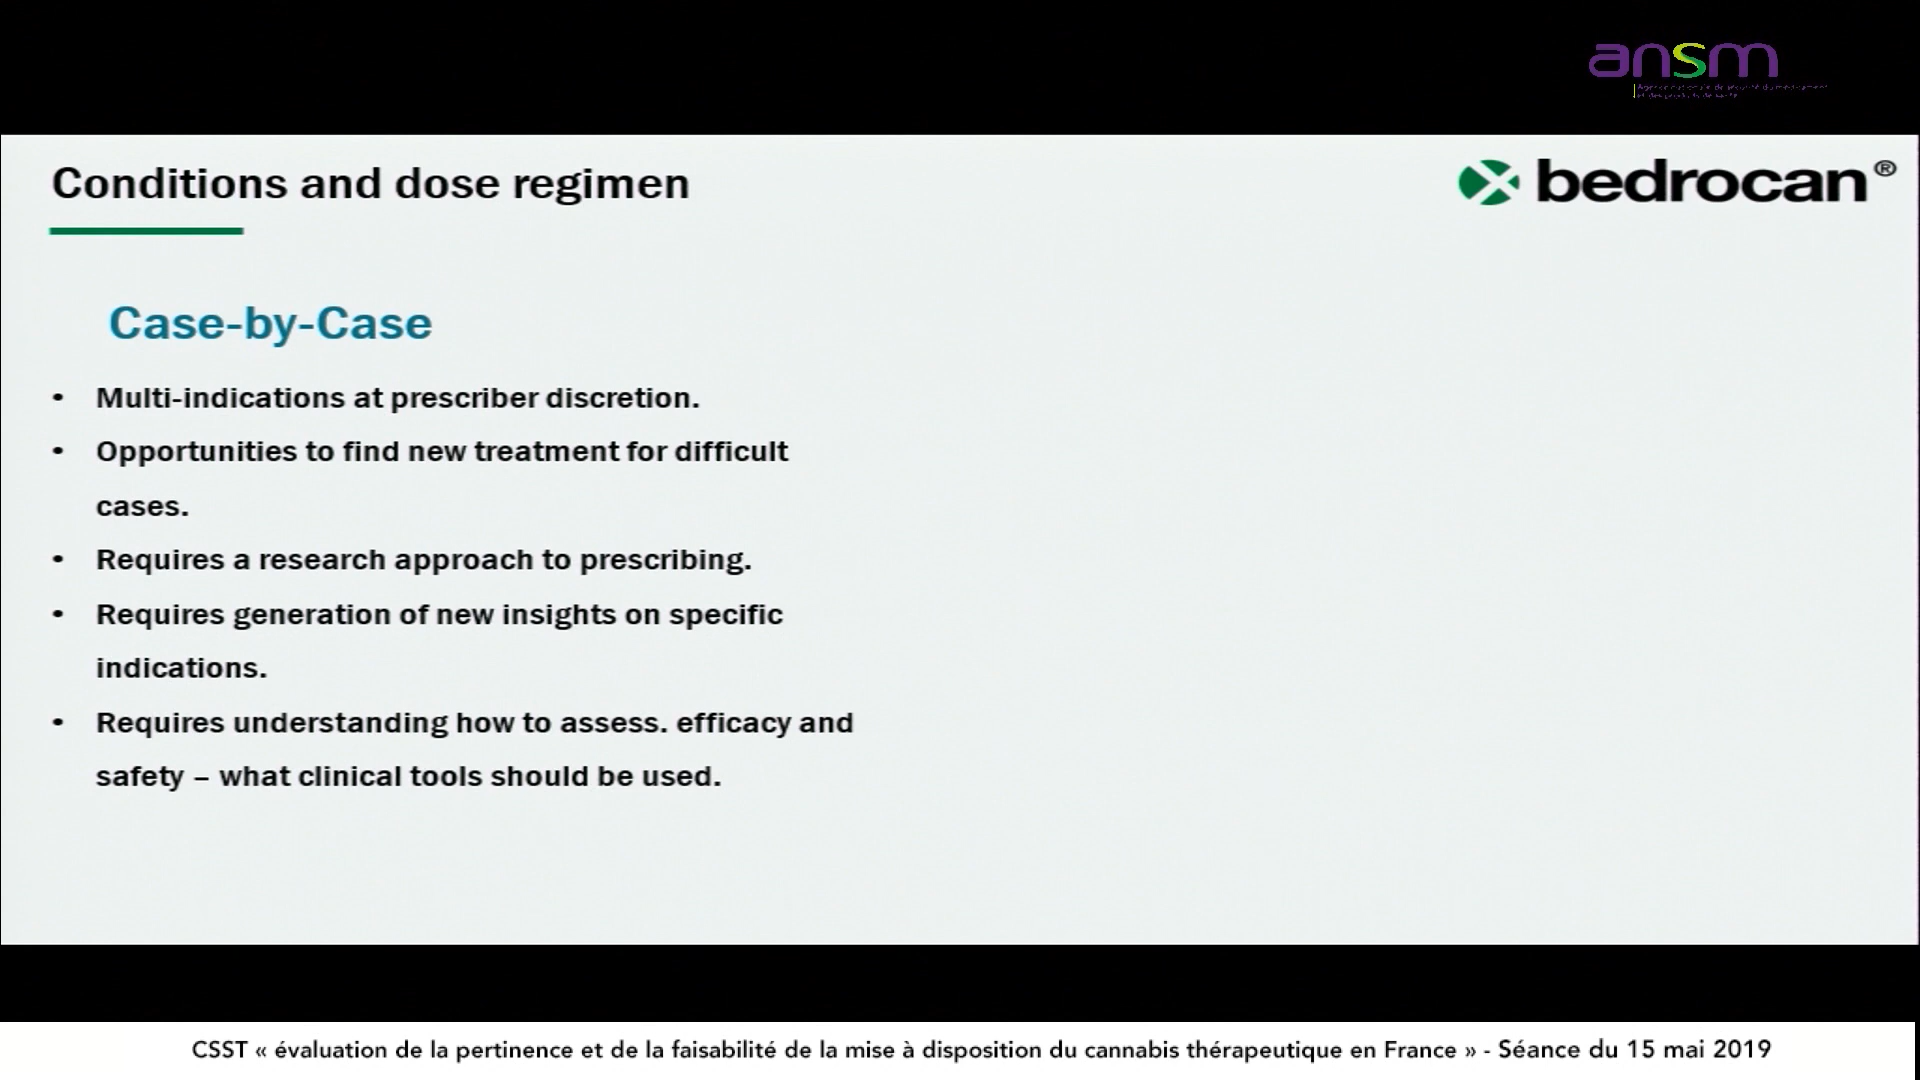 ansm
Conditions and dose regimen
bedrocan®
Case-by-Case
• Multi-indications at prescriber discretion.
• Opportunities to find new treatment for difficult
cases.
• Requires a research approach to prescribing.
• Requires generation of new insights on specific
indications.
• Requires understanding how to assess. efficacy and
safety – what clinical tools should be used.
CSST « évaluation de la pertinence et de la faisabilité de la mise à disposition du cannabis thérapeutique en France » - Séance du 15 mai 2019